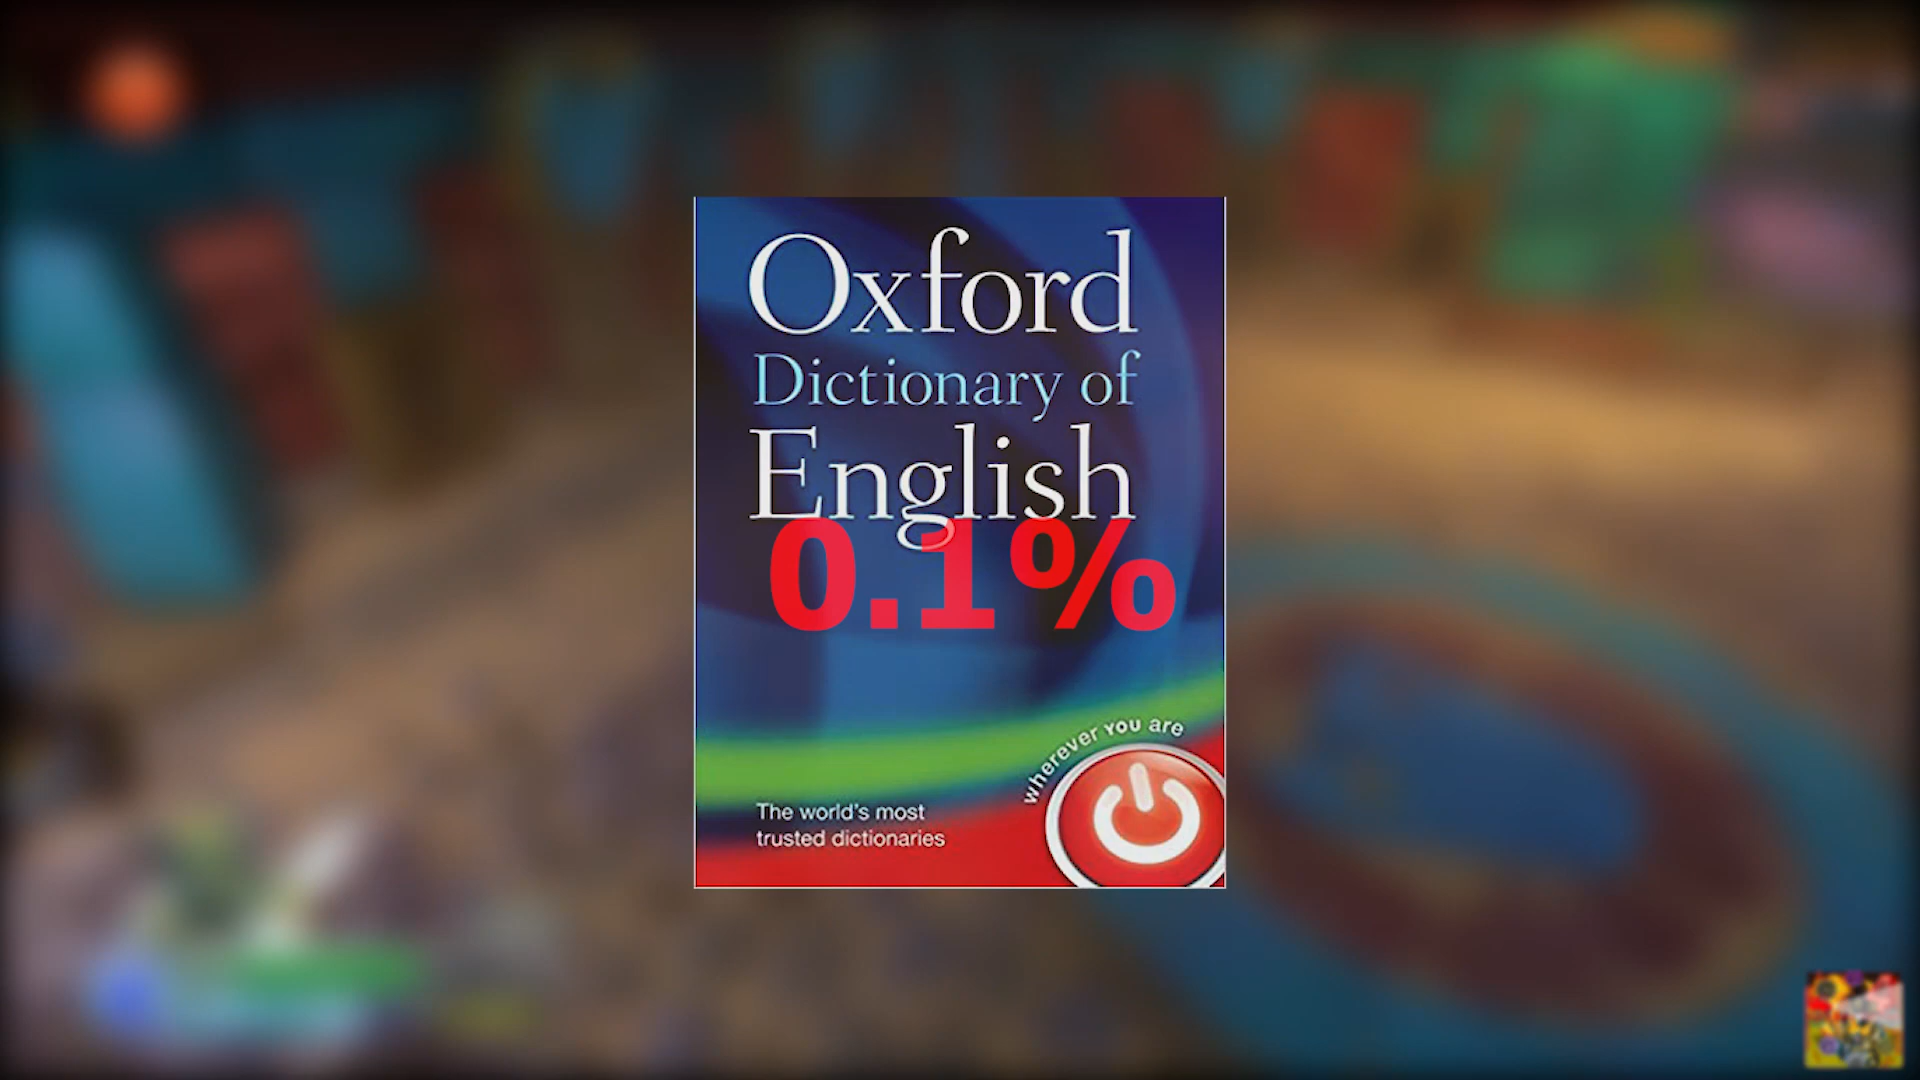 Oxford
Dictionary of
English
0.1%
wherever YOU are
The world's most
trusted dictionaries